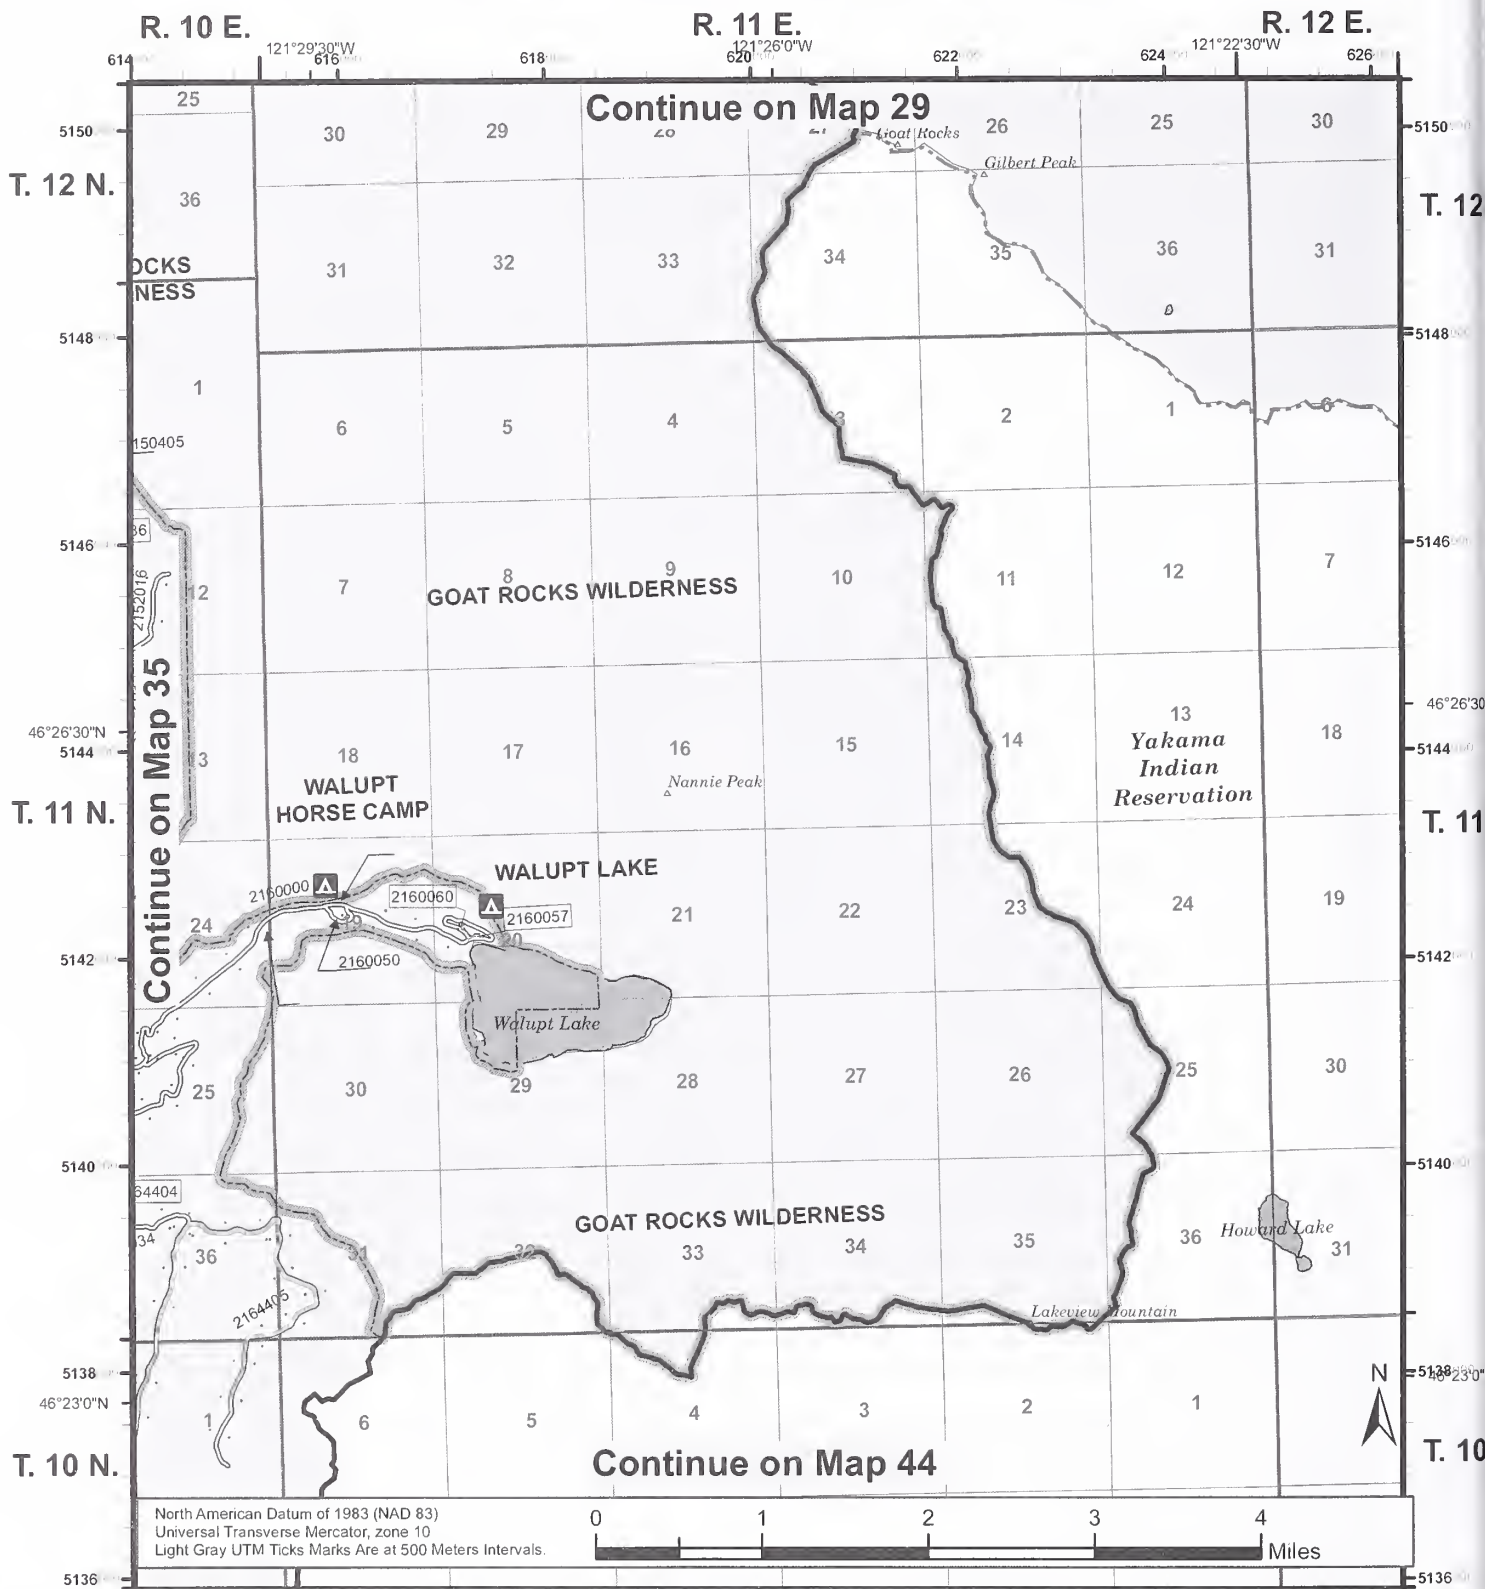 R. 10 E. R. 11 E. R. 12 E.
121°29'30"W 121°26'0"W 121°22'30"W
614 616 618 620 622 624 626
Continue on Map 29
25 30 29 28 27 26 25 30
5150 5150
Goat Rocks
Gilbert Peak
T. 12 N. T. 12
36 31 32 33 34 35 36 31
OCKS
NESS
5148 5148
1 6 5 4 3 2 1 6
150405
5146 5146
36
2152016
12 7 8 9 10 11 12 7
GOAT ROCKS WILDERNESS
Continue on Map 35
46°26'30"N 46°26'30
5144 5144
13 18 17 16 15 14 13 18
Yakama
Indian
Reservation
Nannie Peak
WALUPT
HORSE CAMP
T. 11 N. T. 11
WALUPT LAKE
2160000 2160060 2160057
24 19 20 21 22 23 24 19
2160050
5142 5142
Walupt Lake
25 30 29 28 27 26 25 30
5140 5140
64404
34
GOAT ROCKS WILDERNESS
Howard Lake
36 31 32 33 34 35 36 31
2164405
Lakeview Mountain
5138 5138
46°23'0"N 46°23'0"
N
1 6 5 4 3 2 1
T. 10 N. T. 10
Continue on Map 44
North American Datum of 1983 (NAD 83)
Universal Transverse Mercator, zone 10
Light Gray UTM Ticks Marks Are at 500 Meters Intervals.
0 1 2 3 4
Miles
5136 5136